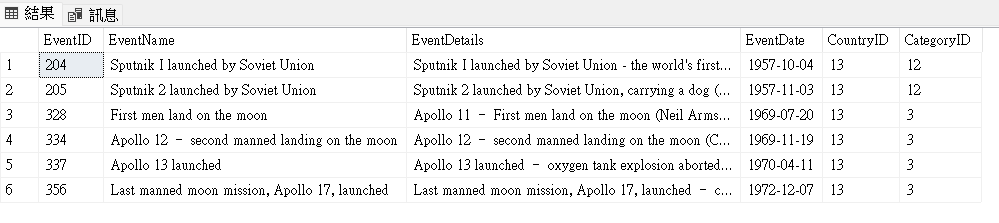 結果 訊息
EventID EventName EventDetails EventDate CountryID CategoryID
1 204 Sputnik I launched by Soviet Union Sputnik I launched by Soviet Union - the world's first... 1957-10-04 13 12
2 205 Sputnik 2 launched by Soviet Union Sputnik 2 launched by Soviet Union, carrying a dog (... 1957-11-03 13 12
3 328 First men land on the moon Apollo 11 – First men land on the moon (Neil Arms... 1969-07-20 13 3
4 334 Apollo 12 – second manned landing on the moon Apollo 12 – second manned landing on the moon (C... 1969-11-19 13 3
5 337 Apollo 13 launched Apollo 13 launched – oxygen tank explosion aborted... 1970-04-11 13 3
6 356 Last manned moon mission, Apollo 17, launched Last manned moon mission, Apollo 17, launched – c... 1972-12-07 13 3